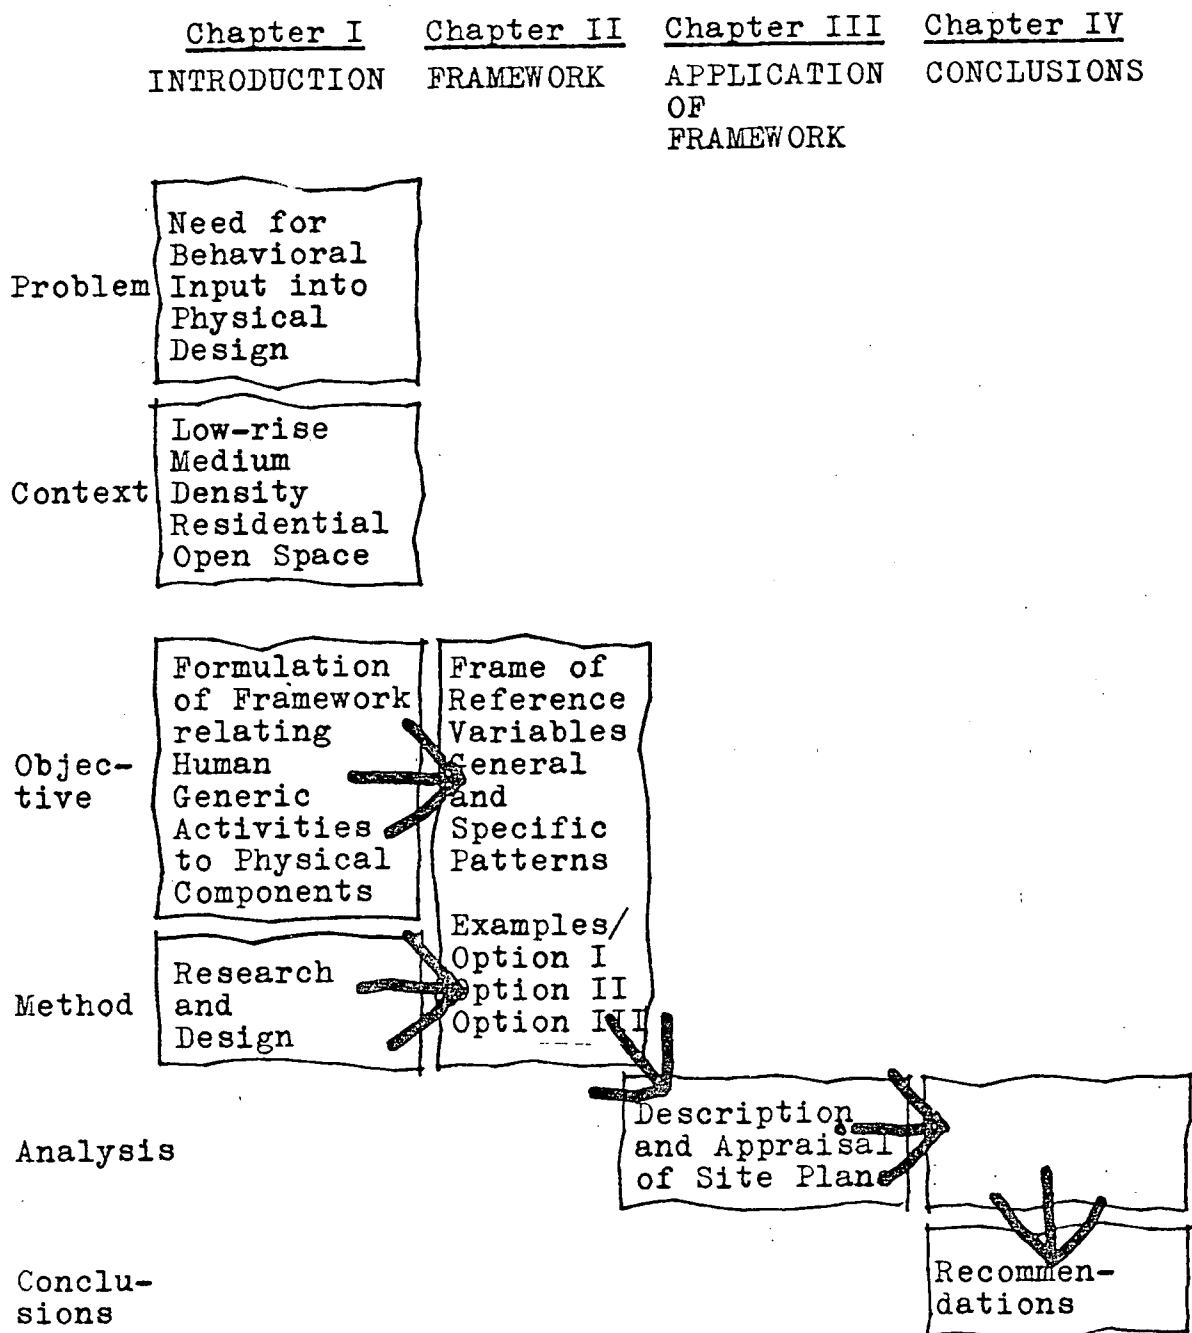 Chapter I Chapter II Chapter III Chapter IV
INTRODUCTION FRAMEWORK APPLICATION CONCLUSIONS
OF
FRAMEWORK
Problem
Need for
Behavioral
Input into
Physical
Design
Context
Low-rise
Medium
Density
Residential
Open Space
Objec-
tive
Formulation
of Framework
relating
Human
Generic
Activities
to Physical
Components
Frame of
Reference
Variables
General
and
Specific
Patterns
Examples/
Option I
Option II
Option III
Method
Research
and
Design
Analysis
Description
and Appraisal
of Site Plans
Conclu-
sions
Recommen-
dations